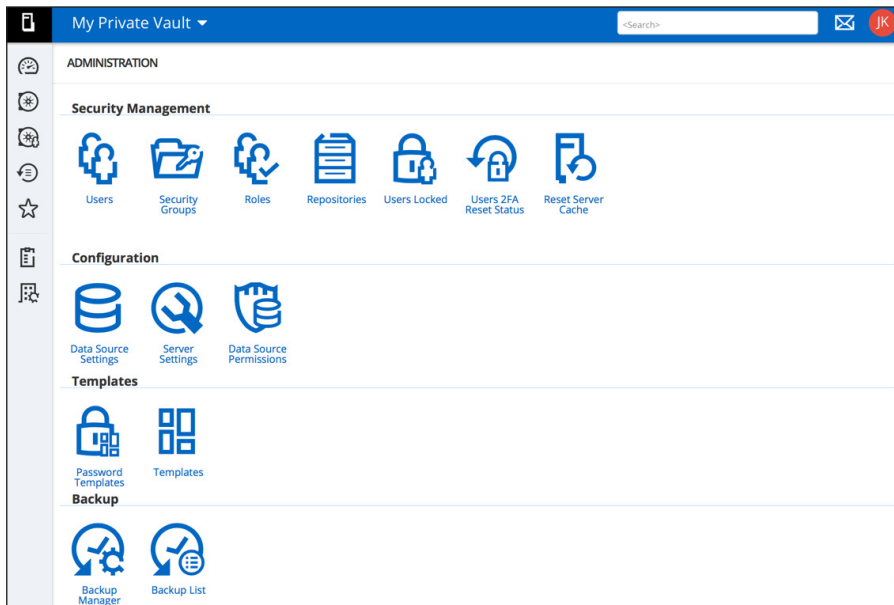 My Private Vault
<Search>
JK
ADMINISTRATION
Security Management
Users
Security
Groups
Roles
Repositories
Users Locked
Users 2FA
Reset Status
Reset Server
Cache
Configuration
Data Source
Settings
Server
Settings
Data Source
Permissions
Templates
Password
Templates
Templates
Backup
Backup
Manager
Backup List